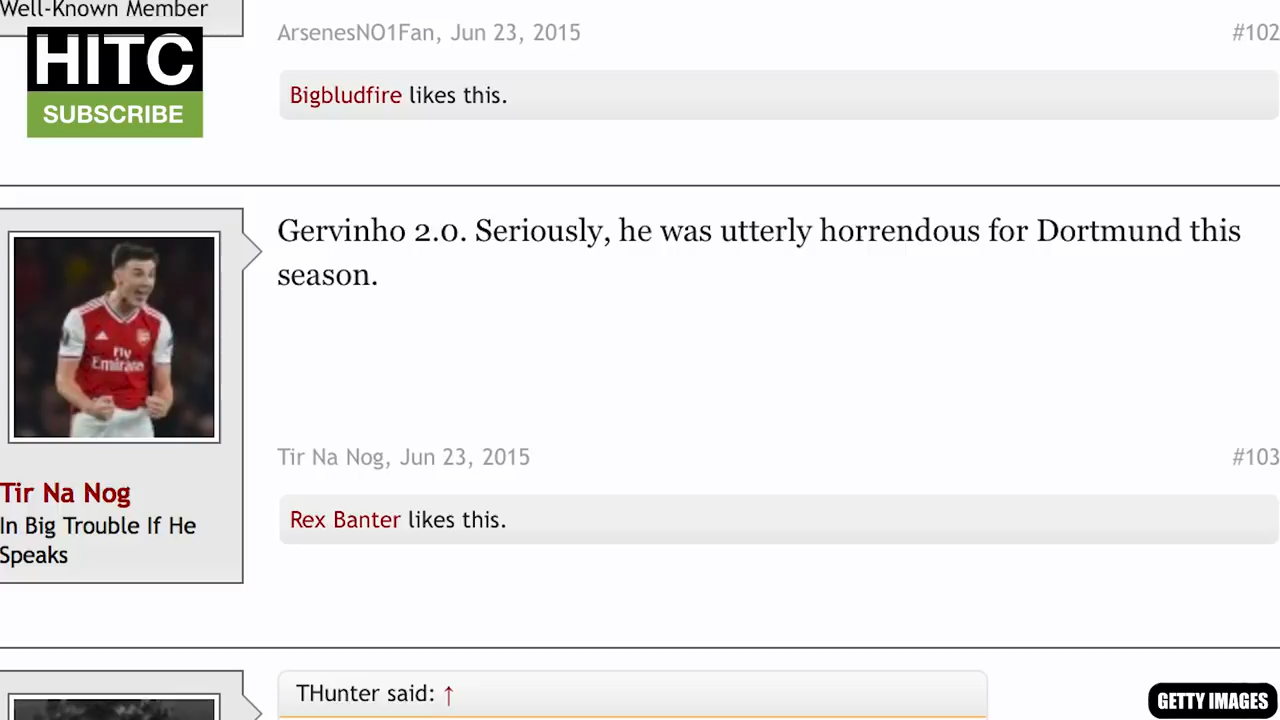 Well-Known Member
HITC
SUBSCRIBE
ArsenesNO1Fan, Jun 23, 2015
#102
Bigbludfire likes this.
Gervinho 2.0. Seriously, he was utterly horrendous for Dortmund this
season.
Fly
Emirates
Tir Na Nog
In Big Trouble If He
Speaks
Tir Na Nog, Jun 23, 2015
#103
Rex Banter likes this.
THunter said: ↑
GETTY IMAGES